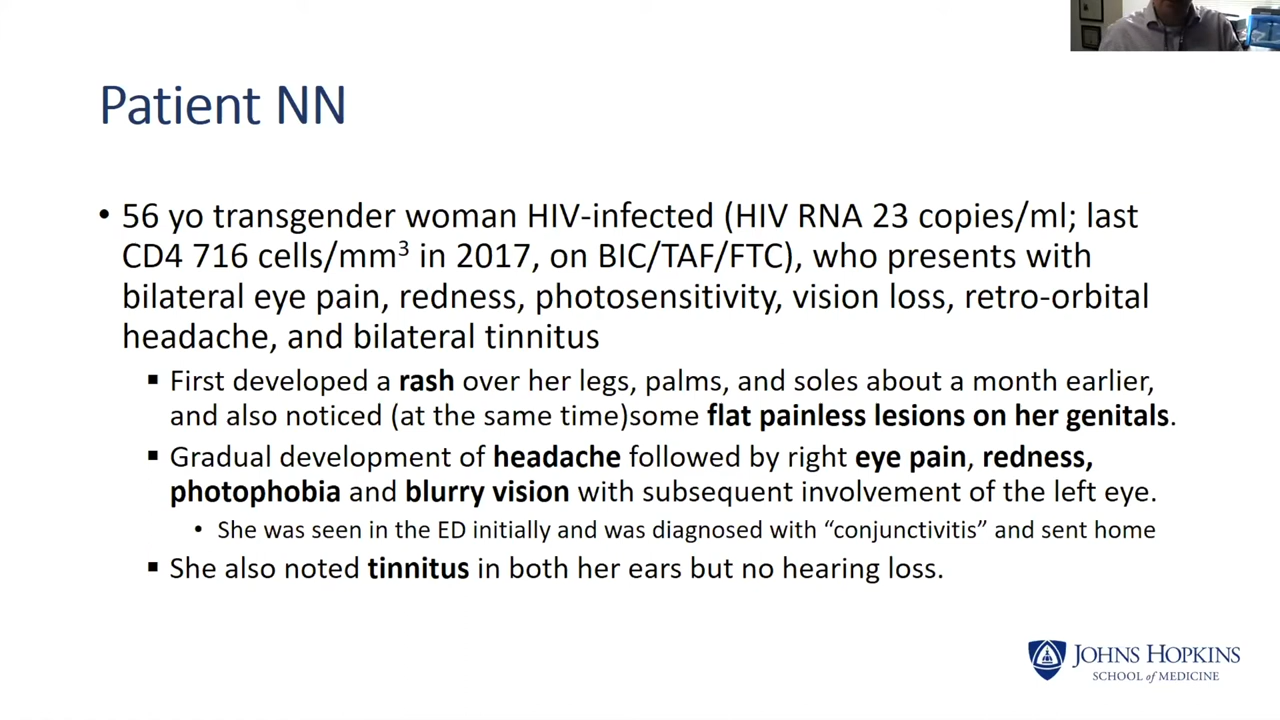 Patient NN
• 56 yo transgender woman HIV-infected (HIV RNA 23 copies/ml; last
CD4 716 cells/mm³ in 2017, on BIC/TAF/FTC), who presents with
bilateral eye pain, redness, photosensitivity, vision loss, retro-orbital
headache, and bilateral tinnitus
▪ First developed a rash over her legs, palms, and soles about a month earlier,
and also noticed (at the same time)some flat painless lesions on her genitals.
▪ Gradual development of headache followed by right eye pain, redness,
photophobia and blurry vision with subsequent involvement of the left eye.
• She was seen in the ED initially and was diagnosed with “conjunctivitis” and sent home
▪ She also noted tinnitus in both her ears but no hearing loss.
JOHNS HOPKINS
SCHOOL of MEDICINE